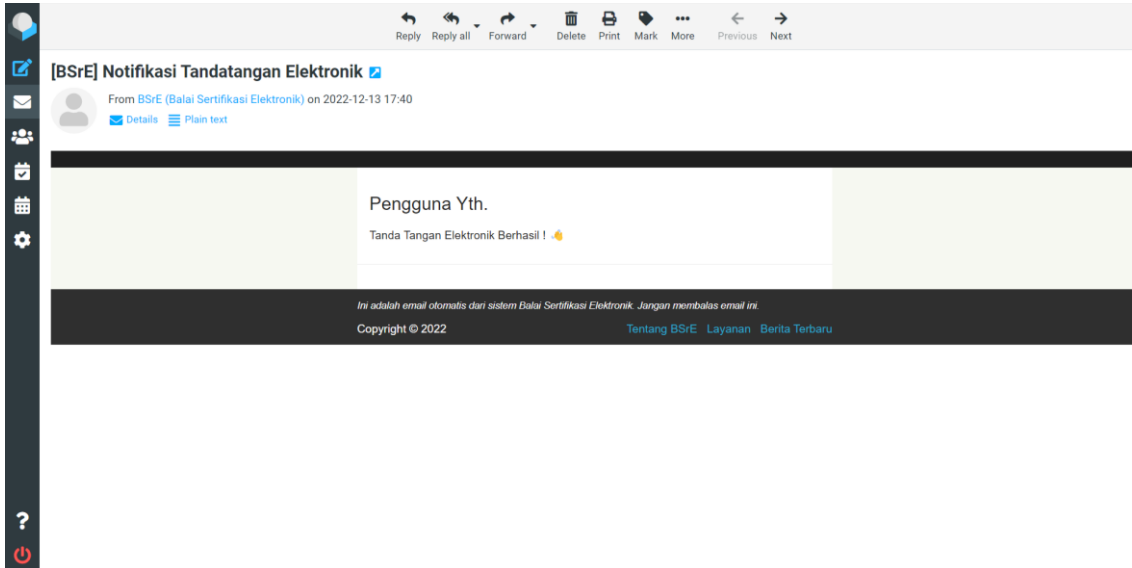 Reply Reply all Forward Delete Print Mark More Previous Next
[BSrE] Notifikasi Tandatangan Elektronik
From BSrE (Balai Sertifikasi Elektronik) on 2022-12-13 17:40
Details Plain text
Pengguna Yth.
Tanda Tangan Elektronik Berhasil !
Ini adalah email otomatis dari sistem Balai Sertifikasi Elektronik. Jangan membalas email ini.
Copyright © 2022 Tentang BSrE Layanan Berita Terbaru